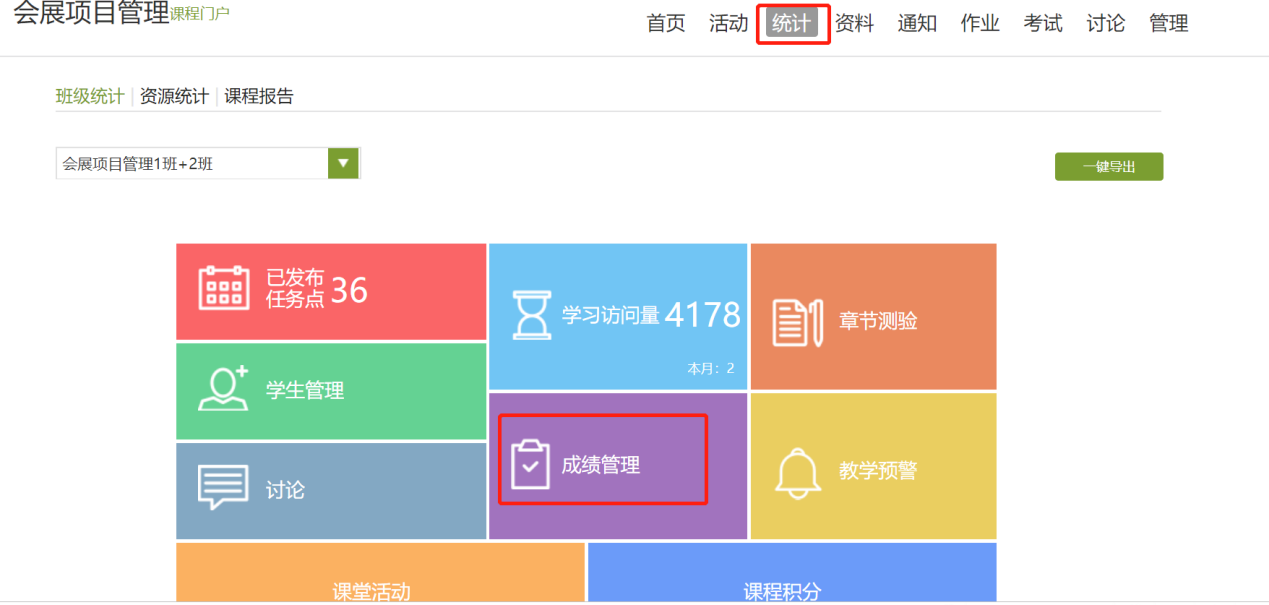 会展项目管理课程门户
首页 活动 统计 资料 通知 作业 考试 讨论 管理
班级统计 资源统计 课程报告
会展项目管理1班+2班
一键导出
已发布
任务点 36
学习访问量 4178
本月：2
章节测验
学生管理
成绩管理
教学预警
讨论
课堂活动
课程积分